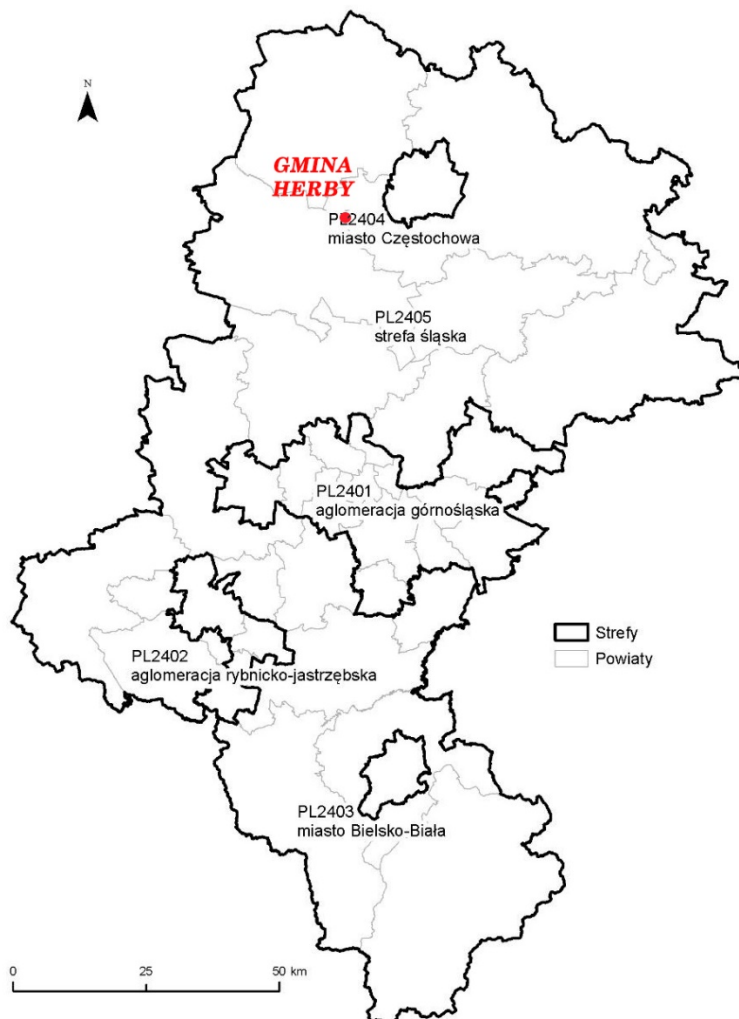 N
GMINA
HERBY
PL2404
miasto Częstochowa
PL2405
strefa śląska
PL2401
aglomeracja górnośląska
Strefy
Powiaty
PL2402
aglomeracja rybnicko-jastrzębska
PL2403
miasto Bielsko-Biała
0 25 50 km